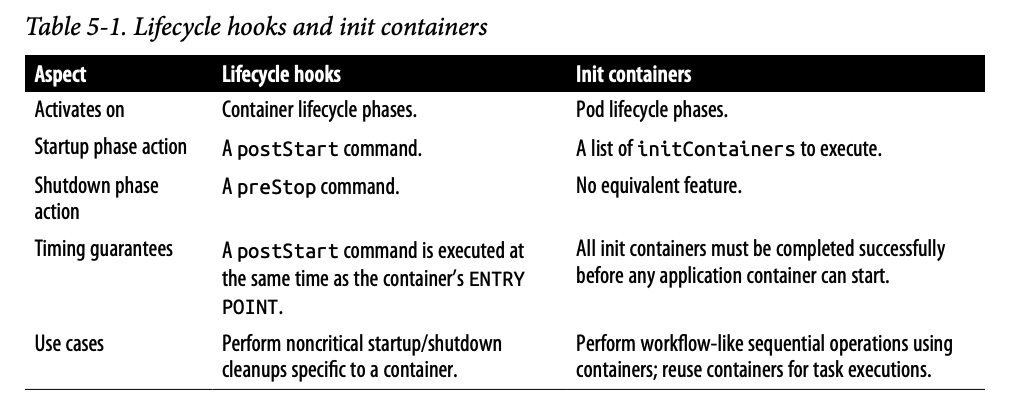 Table 5-1. Lifecycle hooks and init containers
Aspect Lifecycle hooks Init containers
Activates on Container lifecycle phases. Pod lifecycle phases.
Startup phase action A postStart command. A list of initContainers to execute.
Shutdown phase A preStop command. No equivalent feature.
action
Timing guarantees A postStart command is executed at All init containers must be completed successfully
the same time as the container's ENTRY before any application container can start.
POINT.
Use cases Perform noncritical startup/shutdown Perform workflow-like sequential operations using
cleanups specific to a container. containers; reuse containers for task executions.